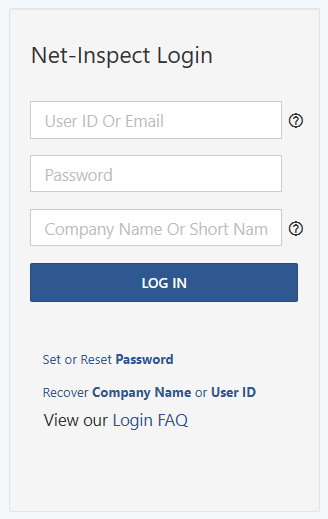 Net-Inspect Login
User ID Or Email
Password
Company Name Or Short Nam
LOG IN
Set or Reset Password
Recover Company Name or User ID
View our Login FAQ